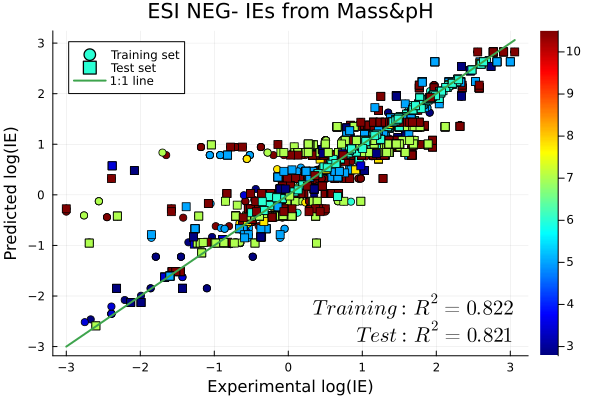 ESI NEG- IEs from Mass&pH
Training set
Test set
1:1 line
Predicted log(IE)
3
2
1
0
−1
−2
−3
−3
−2
−1
0
1
2
3
Experimental log(IE)
Training: R² = 0.822
Test: R² = 0.821
10
9
8
7
6
5
4
3